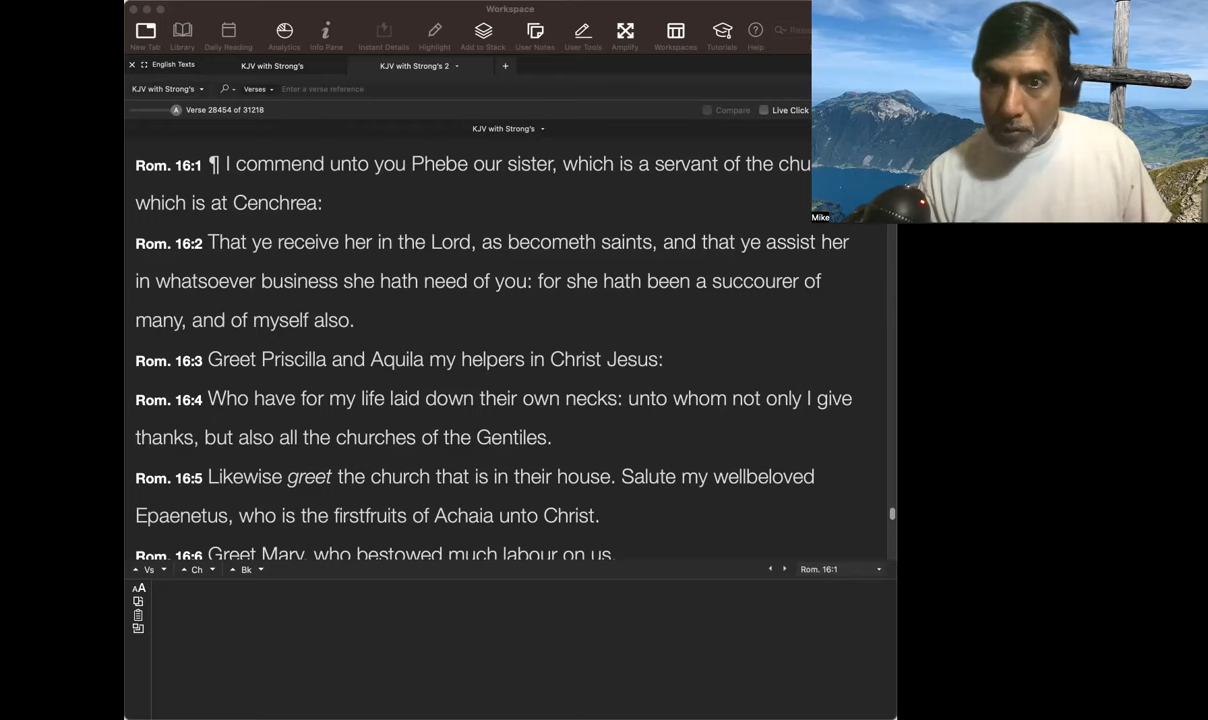 Workspace
New Tab Library Daily Reading Analytics Info Pane Instant Details Highlight Add to Stack User Notes User Tools Amplify Workspaces Tutorials Help
English Texts KJV with Strong's KJV with Strong's 2 +
KJV with Strong's Verses Enter a verse reference
A Verse 28454 of 31218 Compare Live Click
KJV with Strong's
Rom. 16:1 ¶ I commend unto you Phebe our sister, which is a servant of the chu
which is at Cenchrea:
Rom. 16:2 That ye receive her in the Lord, as becometh saints, and that ye assist her
in whatsoever business she hath need of you: for she hath been a succourer of
many, and of myself also.
Rom. 16:3 Greet Priscilla and Aquila my helpers in Christ Jesus:
Rom. 16:4 Who have for my life laid down their own necks: unto whom not only I give
thanks, but also all the churches of the Gentiles.
Rom. 16:5 Likewise greet the church that is in their house. Salute my wellbeloved
Epaenetus, who is the firstfruits of Achaia unto Christ.
Rom. 16:6 Greet Mary, who bestowed much labour on us.
Vs Ch Bk Rom. 16:1
AA
Mike